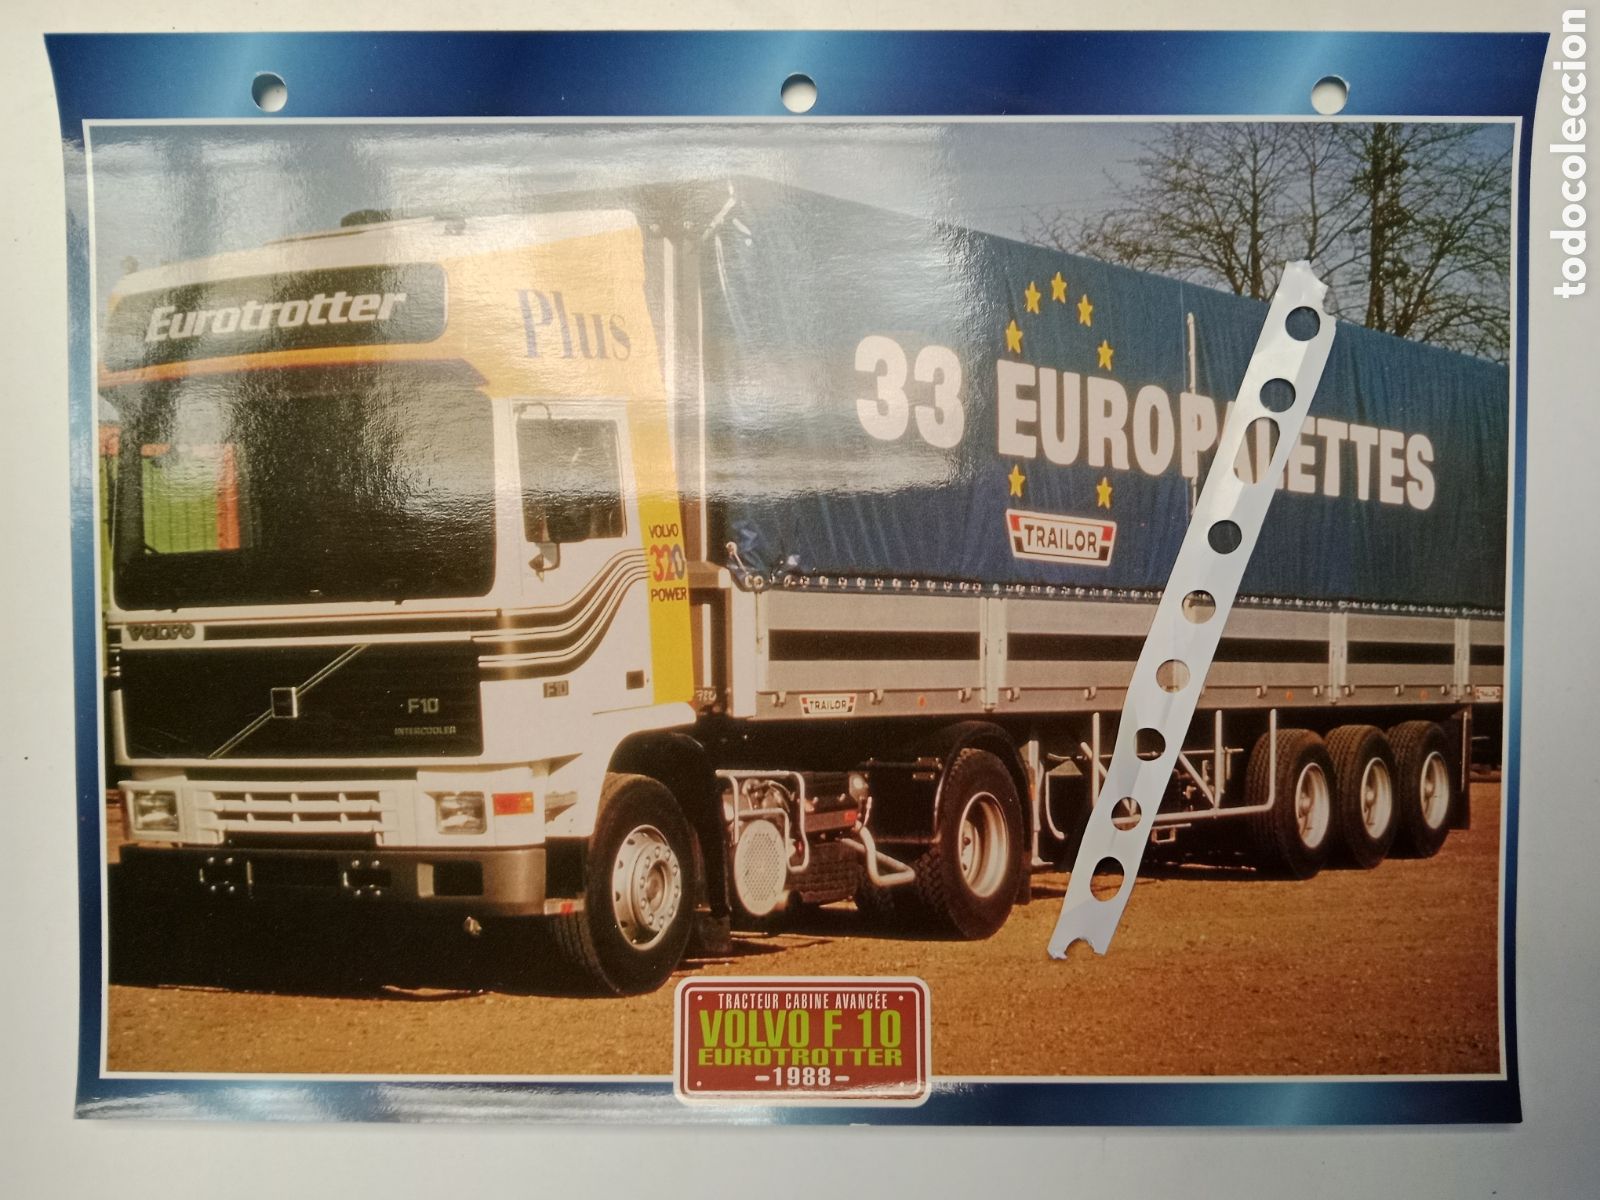 todocoleccion
Eurotrotter
Plus
33 EUROPALETTES
TRAILOR
VOLVO
320
POWER
VOLVO
F10
F10
INTERCOOLER
TRAILOR
TRACTEUR CABINE AVANCÉE
VOLVO F 10
EUROTROTTER
-1988-